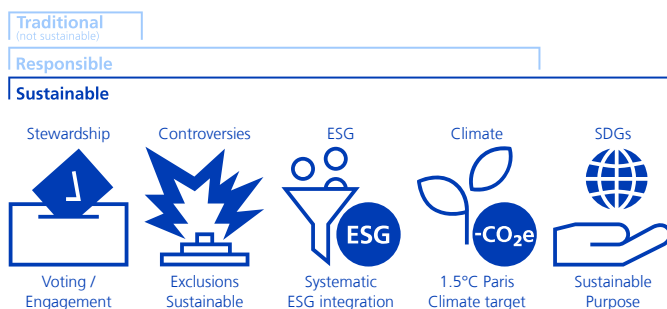 Traditional
(not sustainable)
Responsible
Sustainable
Stewardship Controversies ESG Climate SDGs
ESG -CO₂e
Voting / Exclusions Systematic 1.5°C Paris Sustainable
Engagement Sustainable ESG integration Climate target Purpose